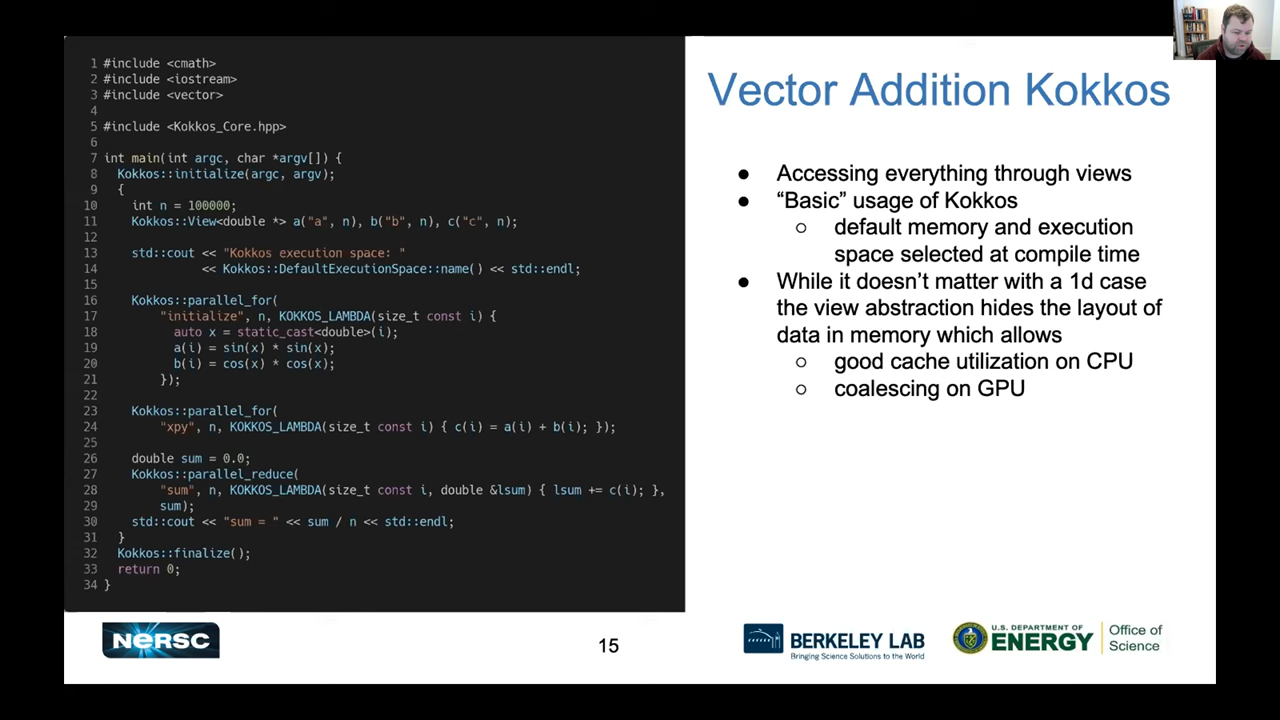 1 #include <cmath>
2 #include <iostream>
3 #include <vector>
4
5 #include <Kokkos_Core.hpp>
6
7 int main(int argc, char *argv[]) {
8   Kokkos::initialize(argc, argv);
9   {
10     int n = 100000;
11     Kokkos::View<double *> a("a", n), b("b", n), c("c", n);
12
13     std::cout << "Kokkos execution space: "
14               << Kokkos::DefaultExecutionSpace::name() << std::endl;
15
16     Kokkos::parallel_for(
17         "initialize", n, KOKKOS_LAMBDA(size_t const i) {
18           auto x = static_cast<double>(i);
19           a(i) = sin(x) * sin(x);
20           b(i) = cos(x) * cos(x);
21         });
22
23     Kokkos::parallel_for(
24         "xpy", n, KOKKOS_LAMBDA(size_t const i) { c(i) = a(i) + b(i); });
25
26     double sum = 0.0;
27     Kokkos::parallel_reduce(
28         "sum", n, KOKKOS_LAMBDA(size_t const i, double &lsum) { lsum += c(i); },
29         sum);
30     std::cout << "sum = " << sum / n << std::endl;
31   }
32   Kokkos::finalize();
33   return 0;
34 }
Vector Addition Kokkos
● Accessing everything through views
● “Basic” usage of Kokkos
○ default memory and execution
space selected at compile time
● While it doesn’t matter with a 1d case
the view abstraction hides the layout of
data in memory which allows
○ good cache utilization on CPU
○ coalescing on GPU
NERSC
15
BERKELEY LAB
Bringing Science Solutions to the World
U.S. DEPARTMENT OF
ENERGY
Office of
Science